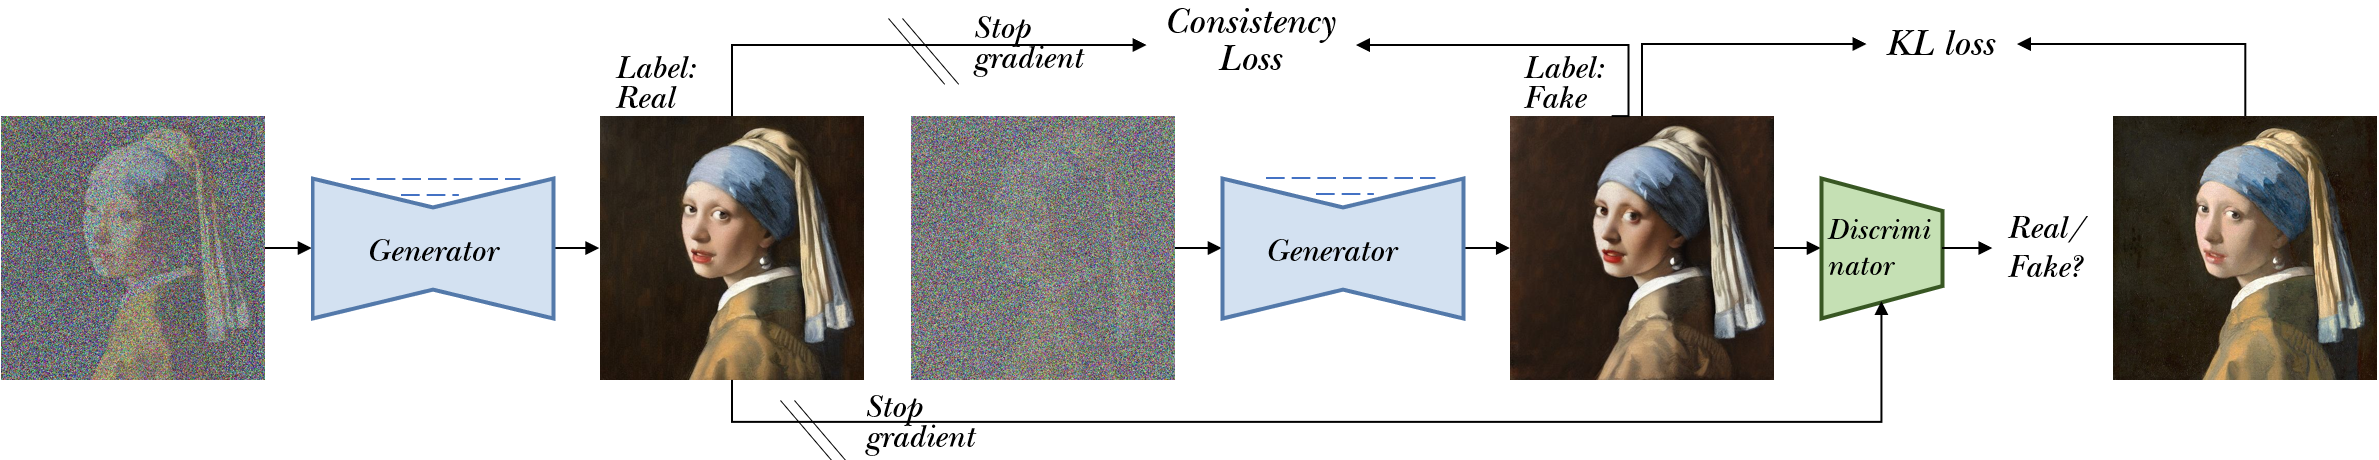 Stop
gradient
Consistency
Loss
KL loss
Label:
Real
Label:
Fake
Generator
Generator
Discrimi
nator
Real/
Fake?
Stop
gradient